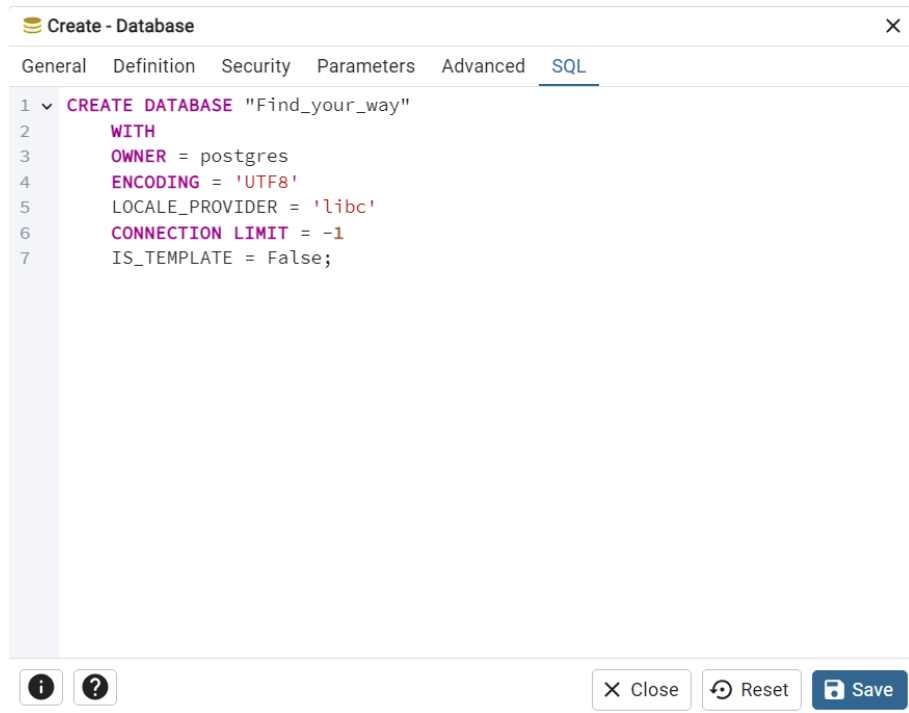 Create - Database
General Definition Security Parameters Advanced SQL
1 CREATE DATABASE "Find_your_way"
2 WITH
3 OWNER = postgres
4 ENCODING = 'UTF8'
5 LOCALE_PROVIDER = 'libc'
6 CONNECTION LIMIT = -1
7 IS_TEMPLATE = False;
Close Reset Save